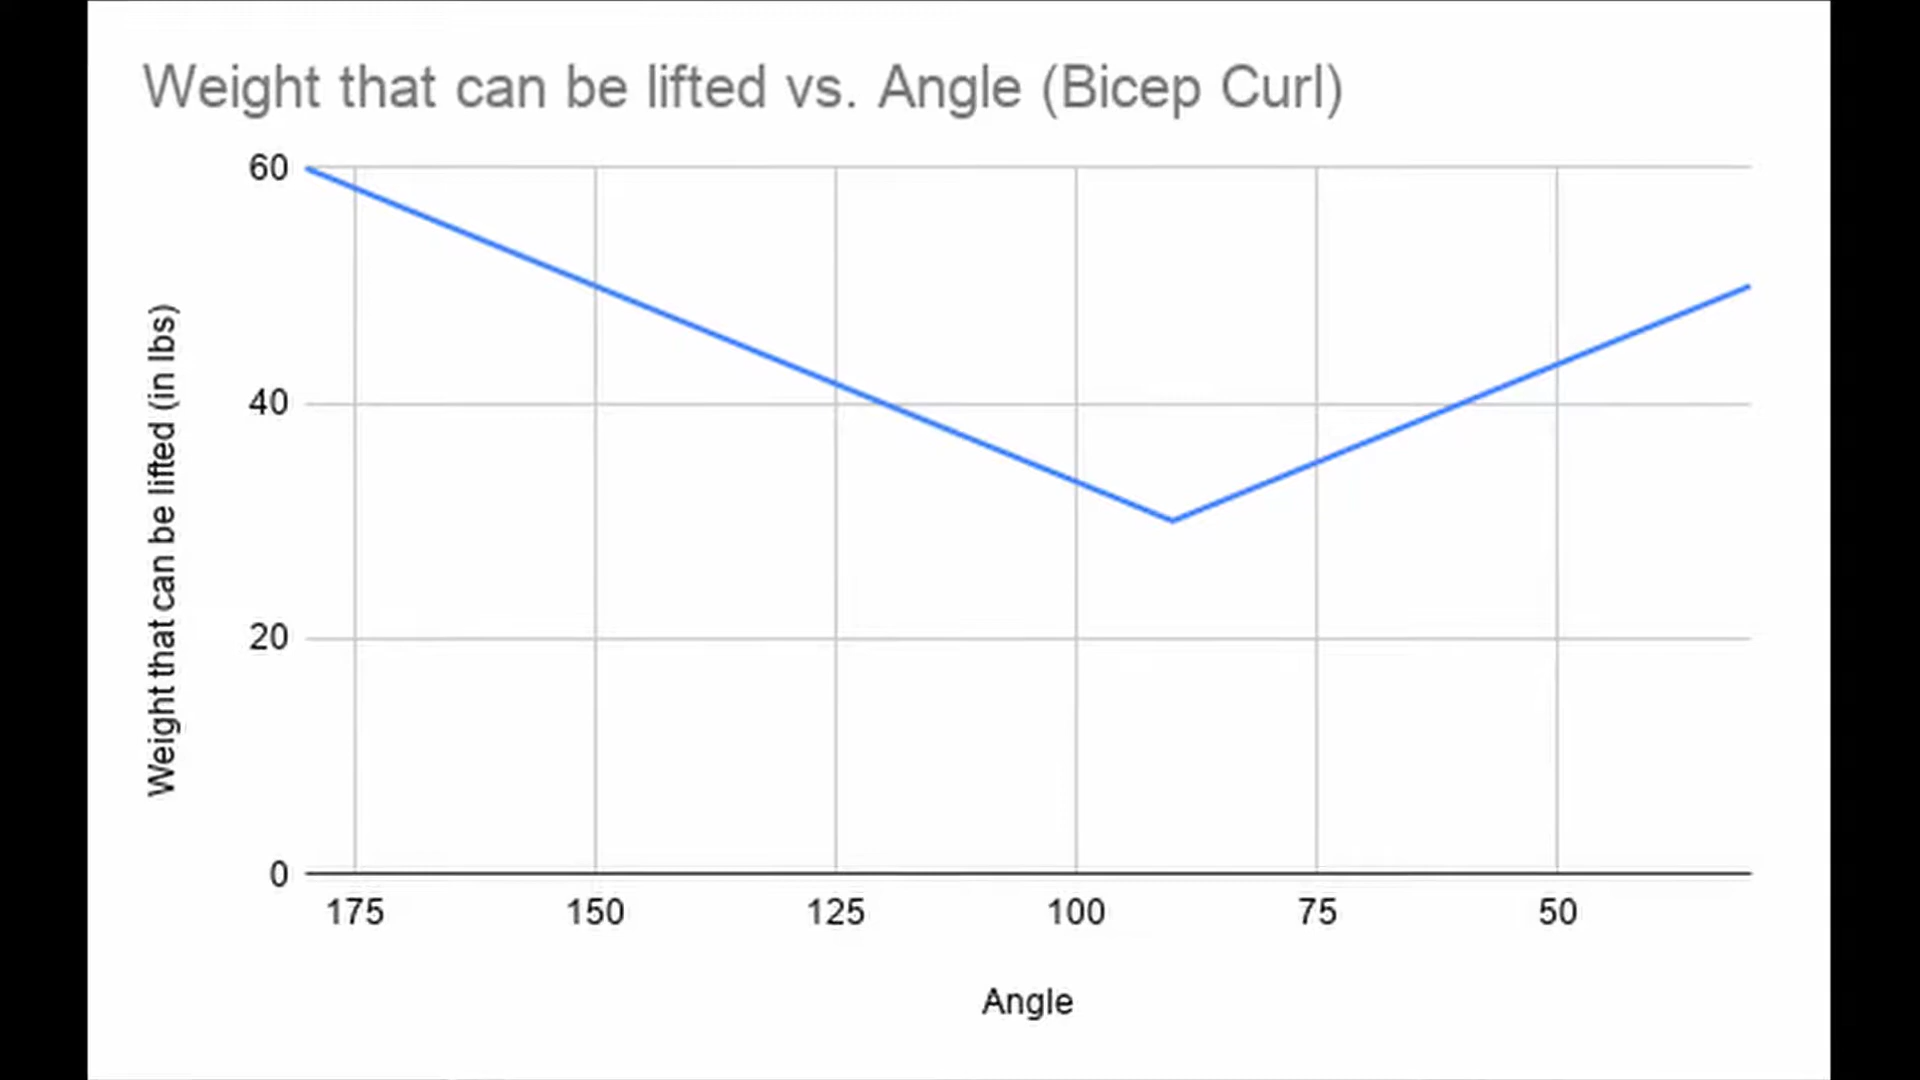 Weight that can be lifted vs. Angle (Bicep Curl)
Weight that can be lifted (in lbs)
60
40
20
0
175 150 125 100 75 50
Angle